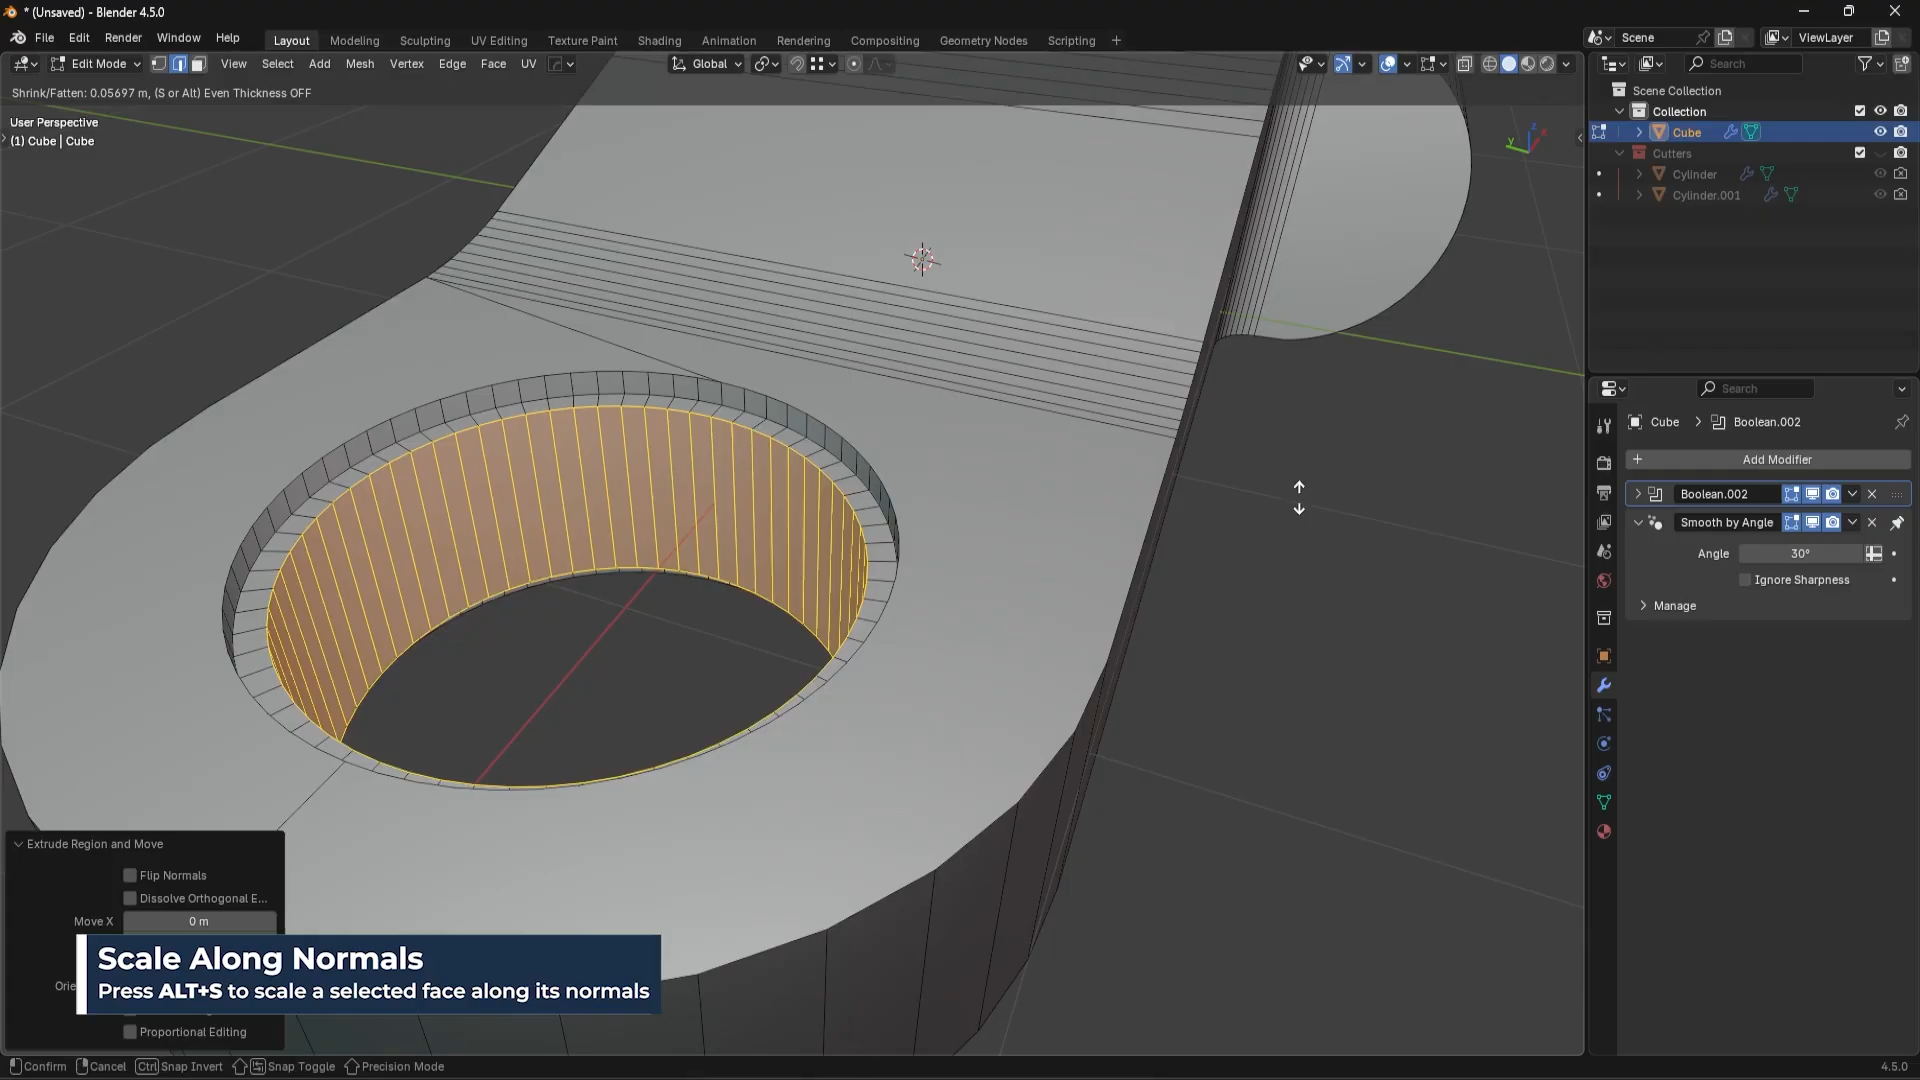 * (Unsaved) - Blender 4.5.0
File Edit Render Window Help
Layout Modeling Sculpting UV Editing Texture Paint Shading Animation Rendering Compositing Geometry Nodes Scripting +
Scene
ViewLayer
Edit Mode View Select Add Mesh Vertex Edge Face UV
Global
Search
Shrink/Fatten: 0.05697 m, (S or Alt) Even Thickness OFF
User Perspective
(1) Cube | Cube
Scene Collection
Collection
Cube
Cutters
Cylinder
Cylinder.001
Search
Cube > Boolean.002
+ Add Modifier
Boolean.002
Smooth by Angle
Angle 30°
Ignore Sharpness
Manage
Extrude Region and Move
Flip Normals
Dissolve Orthogonal E...
Move X 0 m
Scale Along Normals
Orie
Press ALT+S to scale a selected face along its normals
Proportional Editing
Confirm Cancel Ctrl Snap Invert Snap Toggle Precision Mode
4.5.0